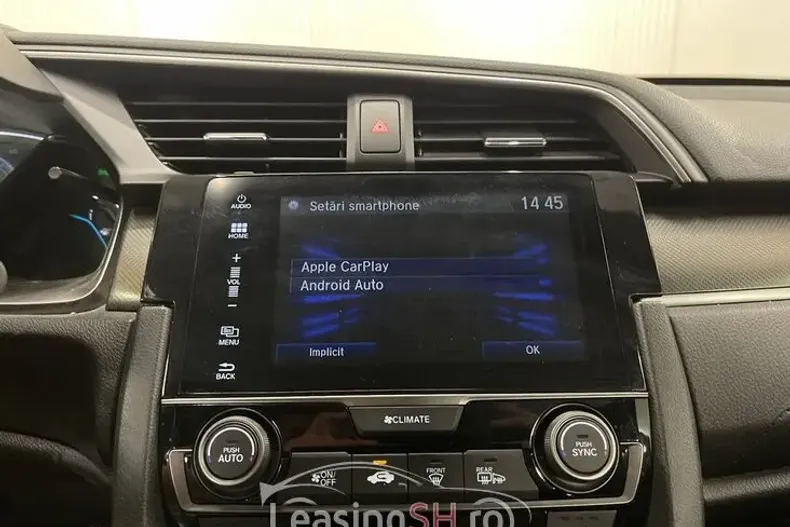 AUDIO
Setări smartphone 14 45
HOME
+
VOL
−
Apple CarPlay
Android Auto
MENU
Implicit OK
BACK
CLIMATE
PUSH
AUTO
PUSH
SYNC
ON/
OFF
FRONT
REAR
LeasingSH.ro